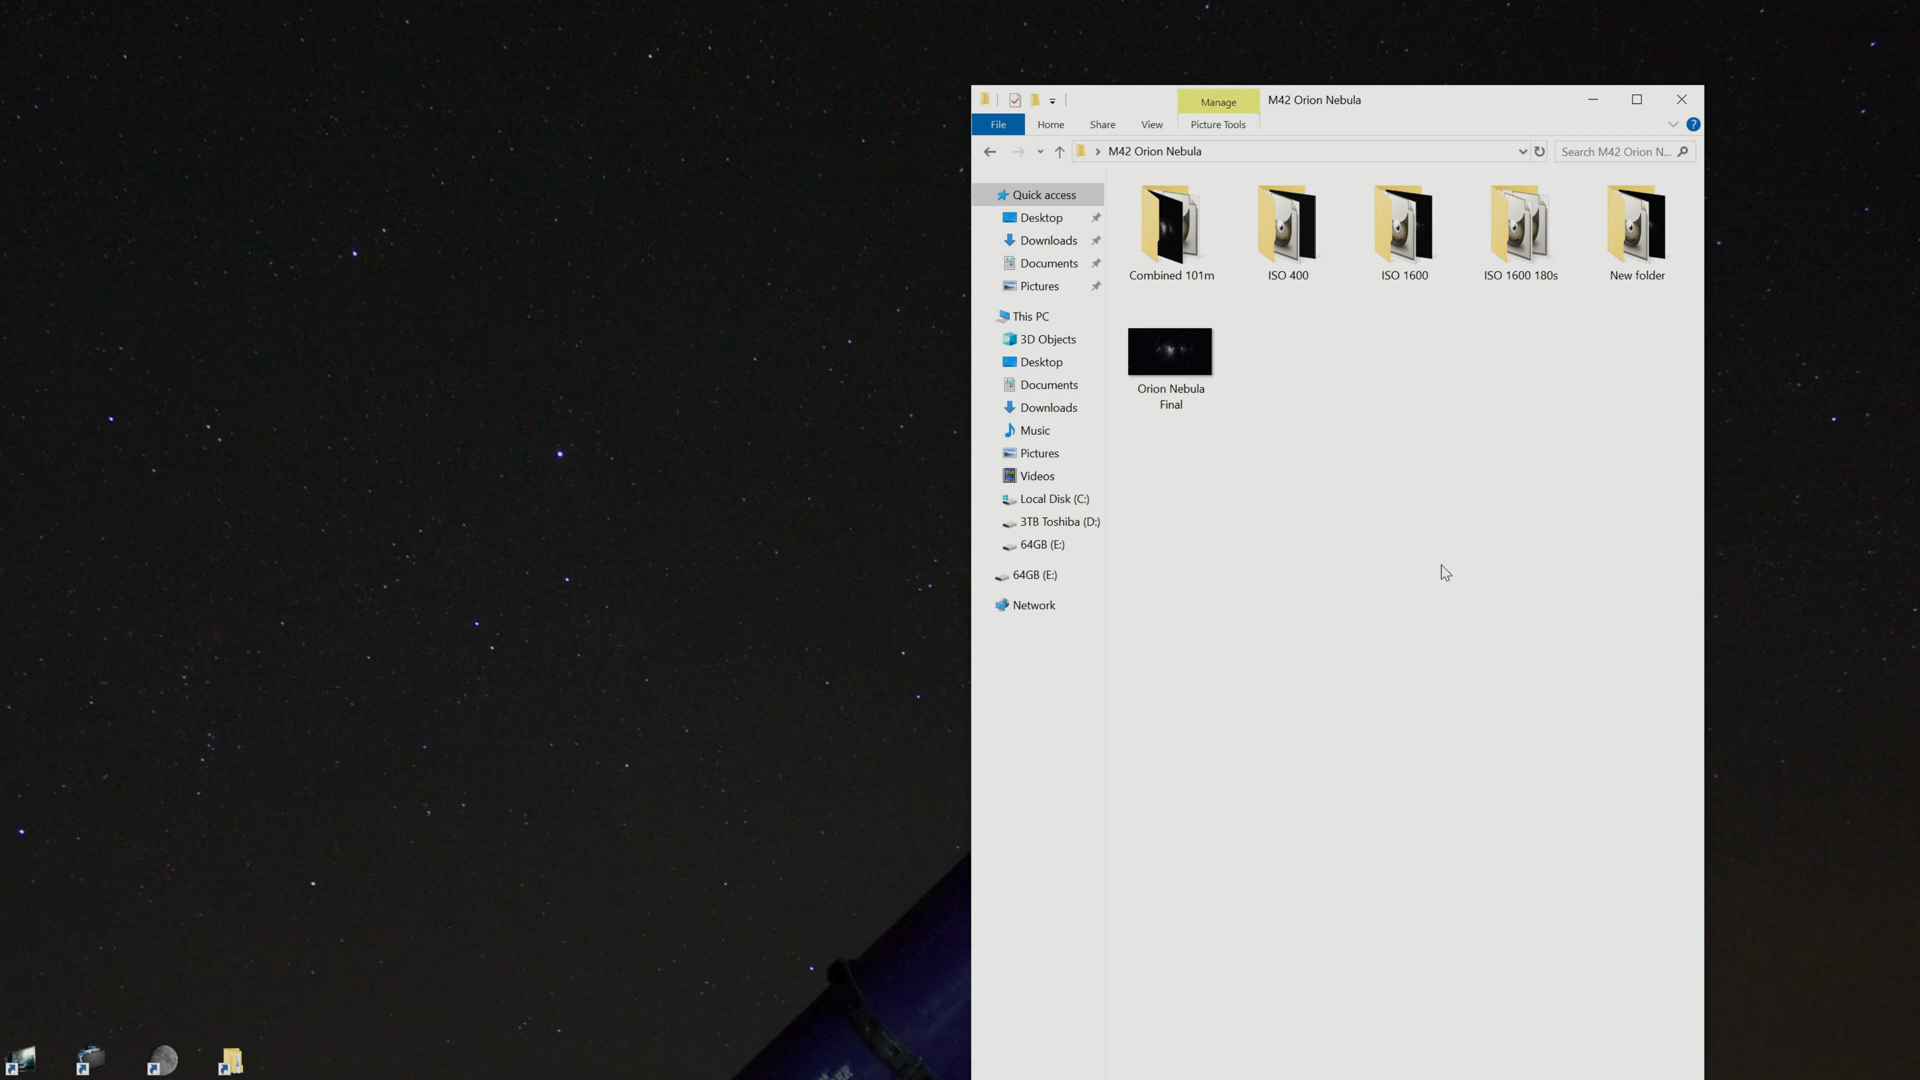 Manage
M42 Orion Nebula
File
Home
Share
View
Picture Tools
M42 Orion Nebula
Search M42 Orion N...
Quick access
Desktop
Downloads
Documents
Pictures
This PC
3D Objects
Desktop
Documents
Downloads
Music
Pictures
Videos
Local Disk (C:)
3TB Toshiba (D:)
64GB (E:)
64GB (E:)
Network
Combined 101m
ISO 400
ISO 1600
ISO 1600 180s
New folder
Orion Nebula
Final